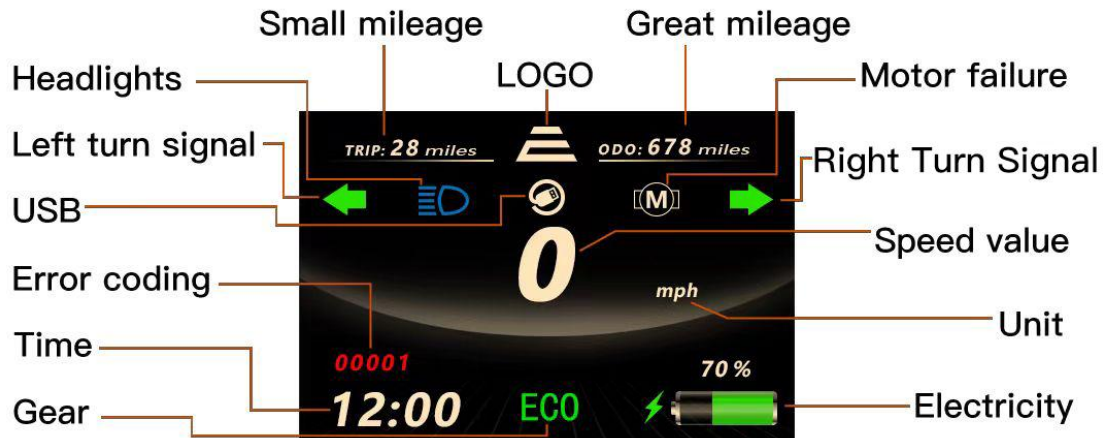 Small mileage
Great mileage
Headlights
LOGO
Motor failure
Left turn signal
TRIP: 28 miles
ODO: 678 miles
Right Turn Signal
USB
M
0
Speed value
Error coding
mph
Unit
Time
00001
70%
12:00
ECO
Gear
Electricity